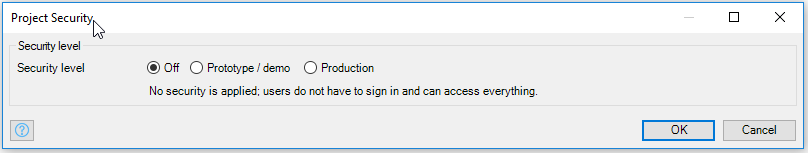 Project Security
Security level
Security level Off Prototype / demo Production
No security is applied; users do not have to sign in and can access everything.
? OK Cancel